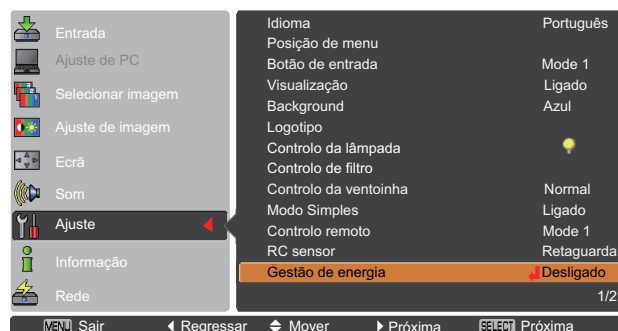 Entrada
Ajuste de PC
Selecionar imagem
Ajuste de imagem
Ecrã
Som
Ajuste
Informação
Rede
Idioma Português
Posição de menu
Botão de entrada Mode 1
Visualização Ligado
Background Azul
Logotipo
Controlo da lâmpada
Controlo de filtro
Controlo da ventoinha Normal
Modo Simples Ligado
Controlo remoto Mode 1
RC sensor Retaguarda
Gestão de energia Desligado
1/2
MENU Sair Regressar Mover Próxima SELECT Próxima